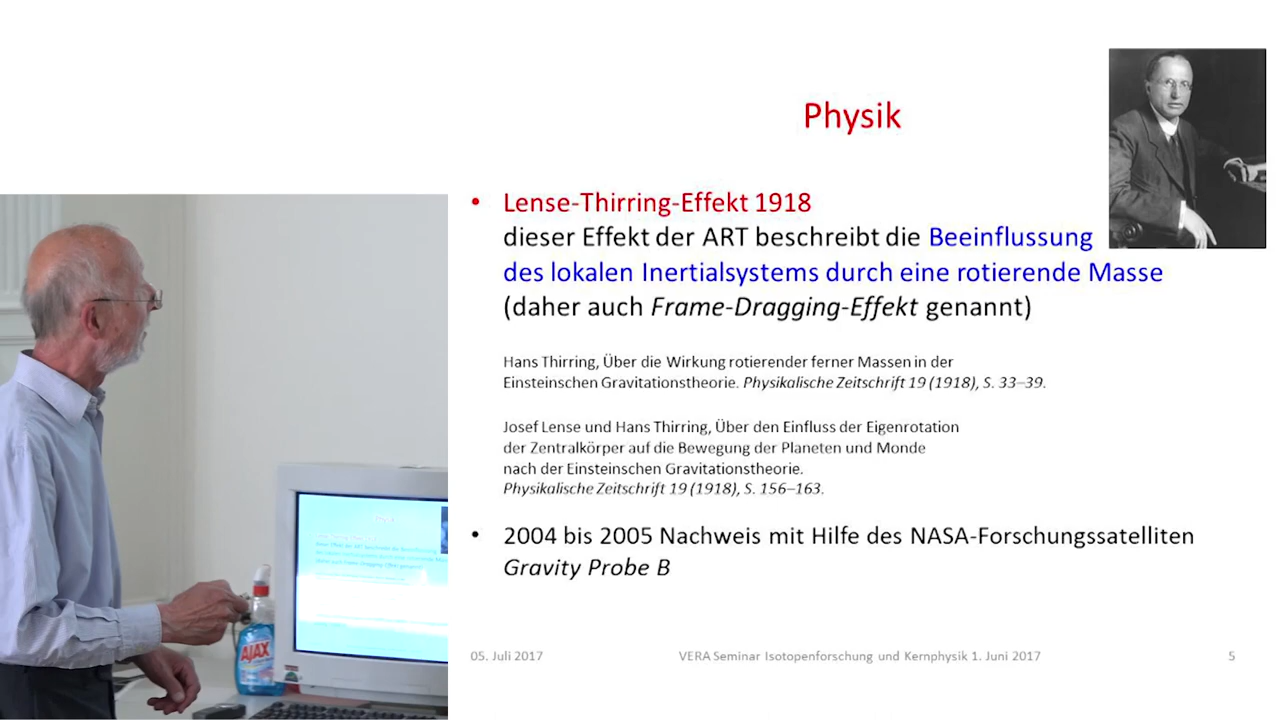 Physik
• Lense-Thirring-Effekt 1918
dieser Effekt der ART beschreibt die Beeinflussung
des lokalen Inertialsystems durch eine rotierende Masse
(daher auch Frame-Dragging-Effekt genannt)
Hans Thirring, Über die Wirkung rotierender ferner Massen in der
Einsteinschen Gravitationstheorie. Physikalische Zeitschrift 19 (1918), S. 33–39.
Josef Lense und Hans Thirring, Über den Einfluss der Eigenrotation
der Zentralkörper auf die Bewegung der Planeten und Monde
nach der Einsteinschen Gravitationstheorie.
Physikalische Zeitschrift 19 (1918), S. 156–163.
• 2004 bis 2005 Nachweis mit Hilfe des NASA-Forschungssatelliten
Gravity Probe B
05. Juli 2017 VERA Seminar Isotopenforschung und Kernphysik 1. Juni 2017 5
AJAX